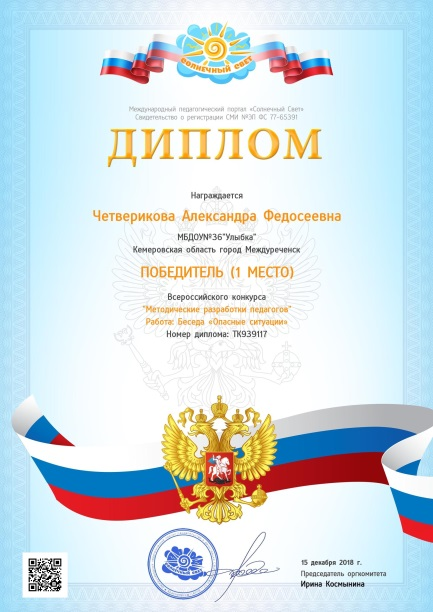 СОЛНЕЧНЫЙ СВЕТ
Международный педагогический портал «Солнечный Свет»
Свидетельство о регистрации СМИ №ЭЛ ФС 77-65391
ДИПЛОМ
Награждается
Четверикова Александра Федосеевна
МБДОУ№36"Улыбка"
Кемеровская область город Междуреченск
ПОБЕДИТЕЛЬ (1 МЕСТО)
Всероссийского конкурса
"Методические разработки педагогов"
Работа: Беседа «Опасные ситуации»
Номер диплома: ТК939117
15 декабря 2018 г.
Председатель оргкомитета
Ирина Космынина